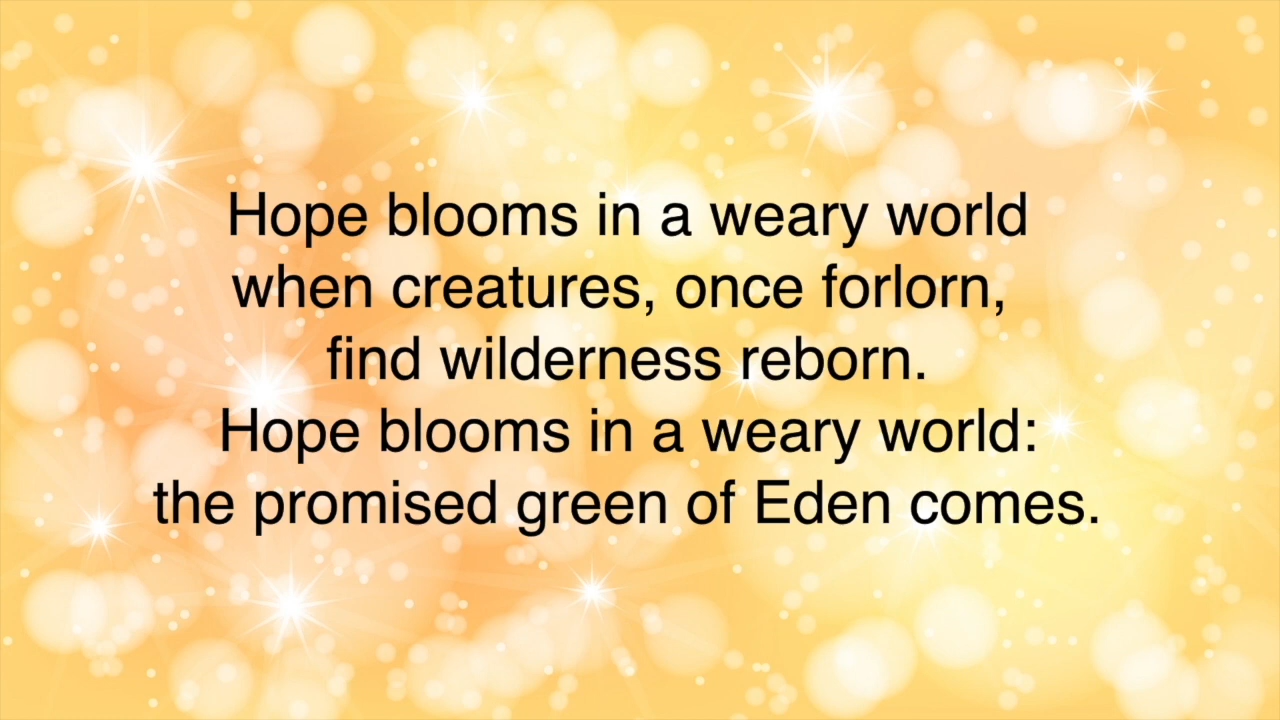 Hope blooms in a weary world
when creatures, once forlorn,
find wilderness reborn.
Hope blooms in a weary world:
the promised green of Eden comes.